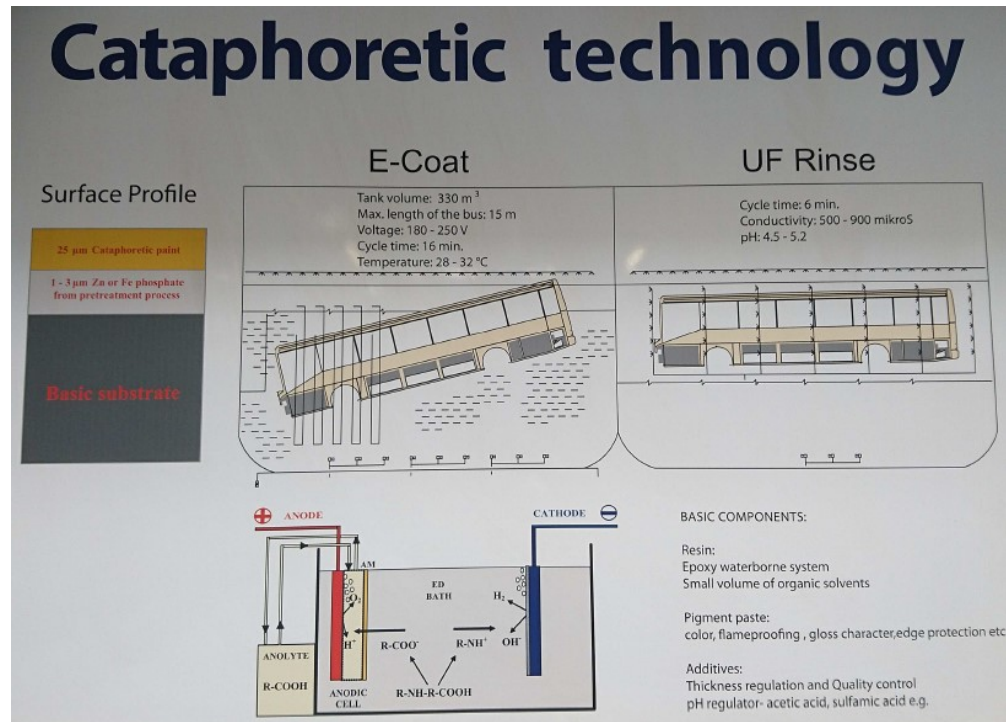 Cataphoretic technology
Surface Profile
25 µm Cataphoretic paint
1 - 3 µm Zn or Fe phosphate
from pretreatment process
Basic substrate
E-Coat
Tank volume: 330 m³
Max. length of the bus: 15 m
Voltage: 180 - 250 V
Cycle time: 16 min.
Temperature: 28 - 32 °C
UF Rinse
Cycle time: 6 min.
Conductivity: 500 - 900 mikroS
pH: 4.5 - 5.2
ANODE
CATHODE
AM
ED
BATH
O₂
H₂
H⁺
R-COO⁻
R-NH⁺
OH⁻
ANOLYTE
R-COOH
ANODIC
CELL
R-NH-R-COOH
BASIC COMPONENTS:
Resin:
Epoxy waterborne system
Small volume of organic solvents
Pigment paste:
color, flameproofing , gloss character,edge protection etc
Additives:
Thickness regulation and Quality control
pH regulator- acetic acid, sulfamic acid e.g.